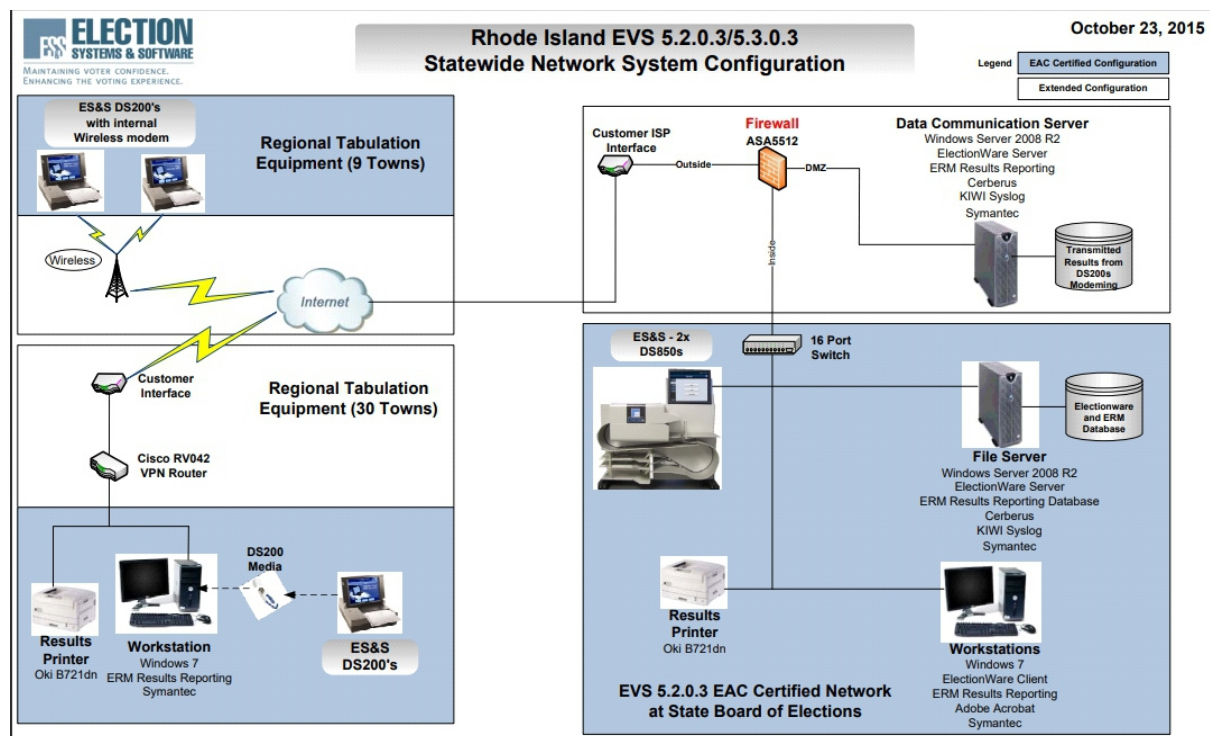 ESS ELECTION
SYSTEMS & SOFTWARE
MAINTAINING VOTER CONFIDENCE.
ENHANCING THE VOTING EXPERIENCE.
Rhode Island EVS 5.2.0.3/5.3.0.3
Statewide Network System Configuration
October 23, 2015
Legend
EAC Certified Configuration
Extended Configuration
ES&S DS200's
with internal
Wireless modem
Regional Tabulation
Equipment (9 Towns)
Wireless
Internet
Customer
Interface
Regional Tabulation
Equipment (30 Towns)
Cisco RV042
VPN Router
DS200
Media
Results
Printer
Oki B721dn
Workstation
Windows 7
ERM Results Reporting
Symantec
ES&S
DS200's
Customer ISP
Interface
Outside
Firewall
ASA5512
DMZ
Inside
Data Communication Server
Windows Server 2008 R2
ElectionWare Server
ERM Results Reporting
Cerberus
KIWI Syslog
Symantec
Transmitted
Results from
DS200s
Modeming
ES&S - 2x
DS850s
16 Port
Switch
Electionware
and ERM
Database
File Server
Windows Server 2008 R2
ElectionWare Server
ERM Results Reporting Database
Cerberus
KIWI Syslog
Symantec
Results
Printer
Oki B721dn
Workstations
Windows 7
ElectionWare Client
ERM Results Reporting
Adobe Acrobat
Symantec
EVS 5.2.0.3 EAC Certified Network
at State Board of Elections